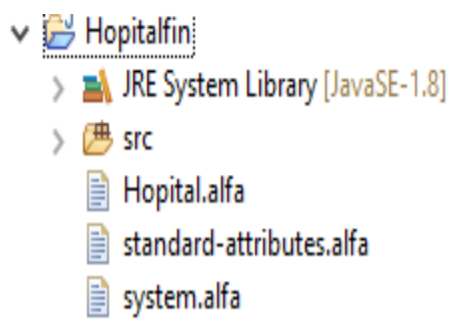 Hopitalfin
JRE System Library [JavaSE-1.8]
src
Hopital.alfa
standard-attributes.alfa
system.alfa